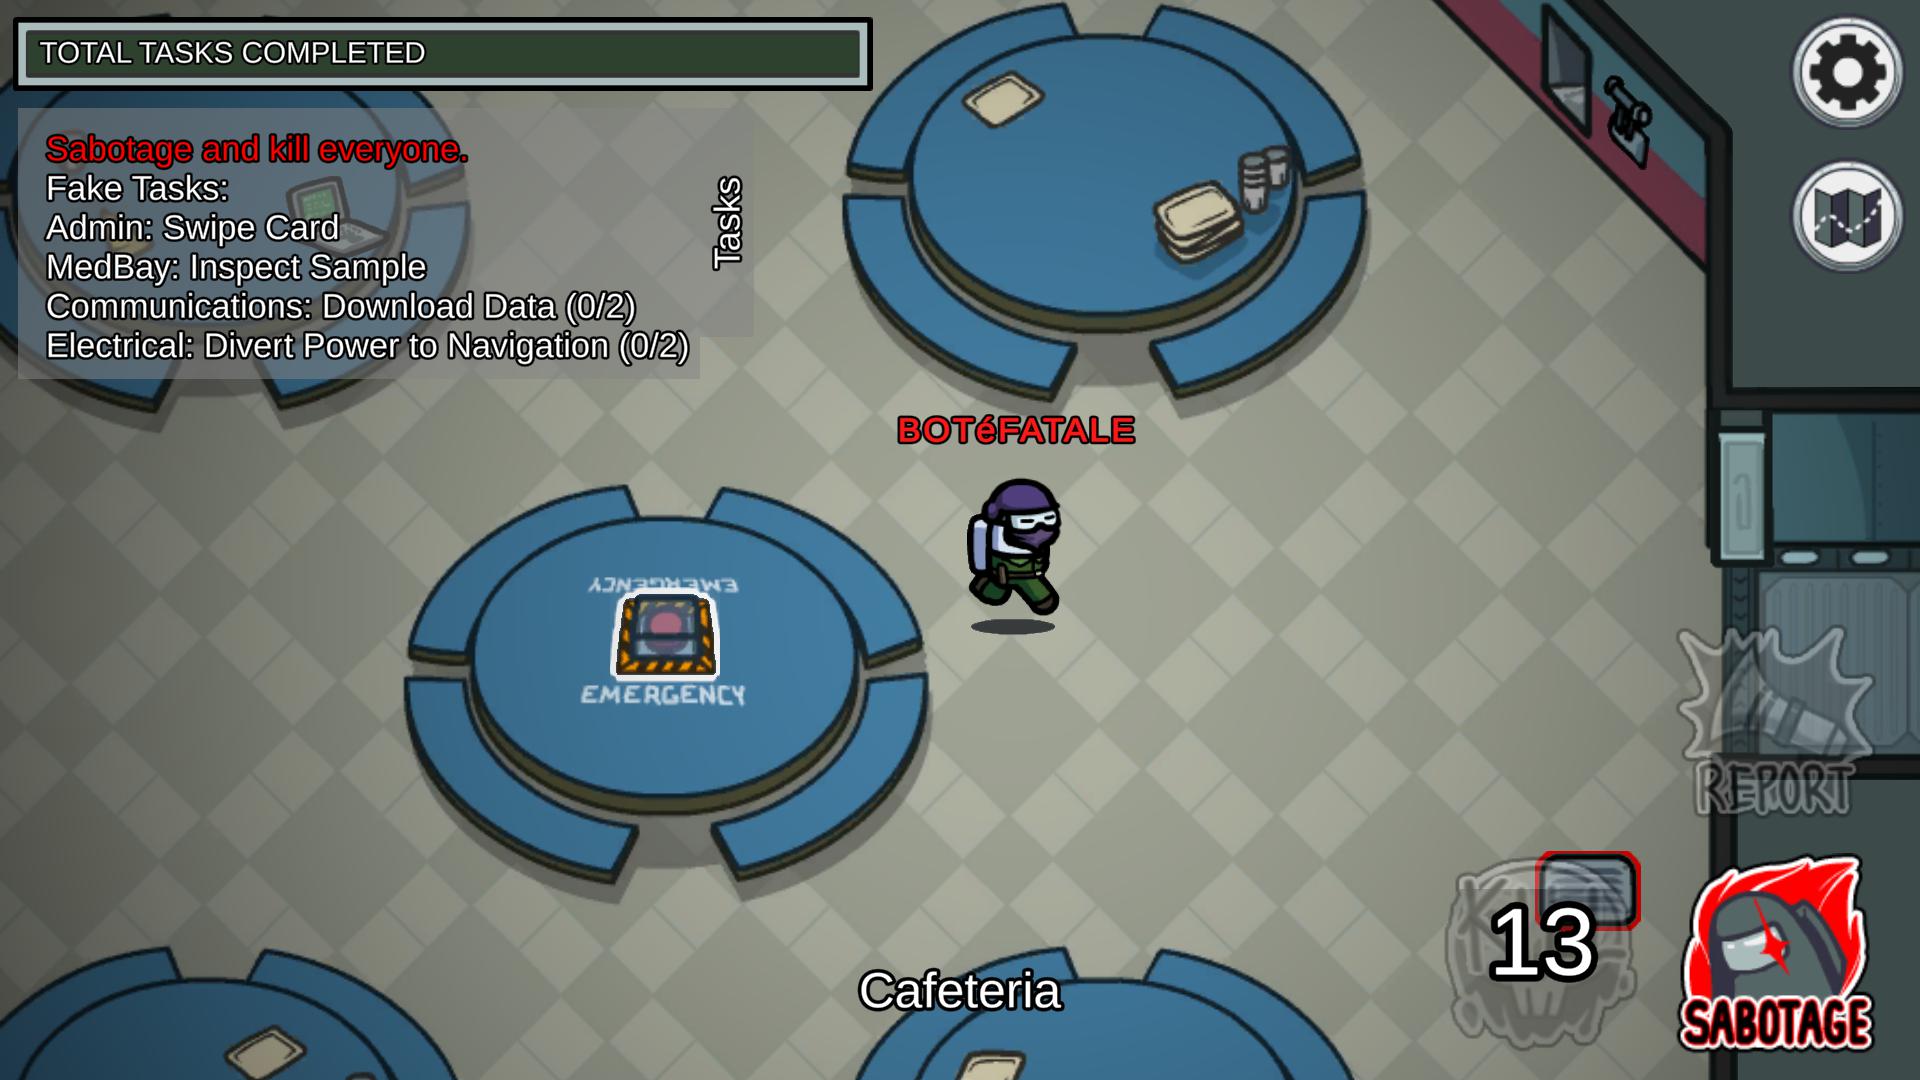 TOTAL TASKS COMPLETED
Sabotage and kill everyone.
Fake Tasks:
Admin: Swipe Card
MedBay: Inspect Sample
Communications: Download Data (0/2)
Electrical: Divert Power to Navigation (0/2)
Tasks
BOTéFATALE
EMERGENCY
EMERGENCY
REPORT
KILL
13
SABOTAGE
Cafeteria